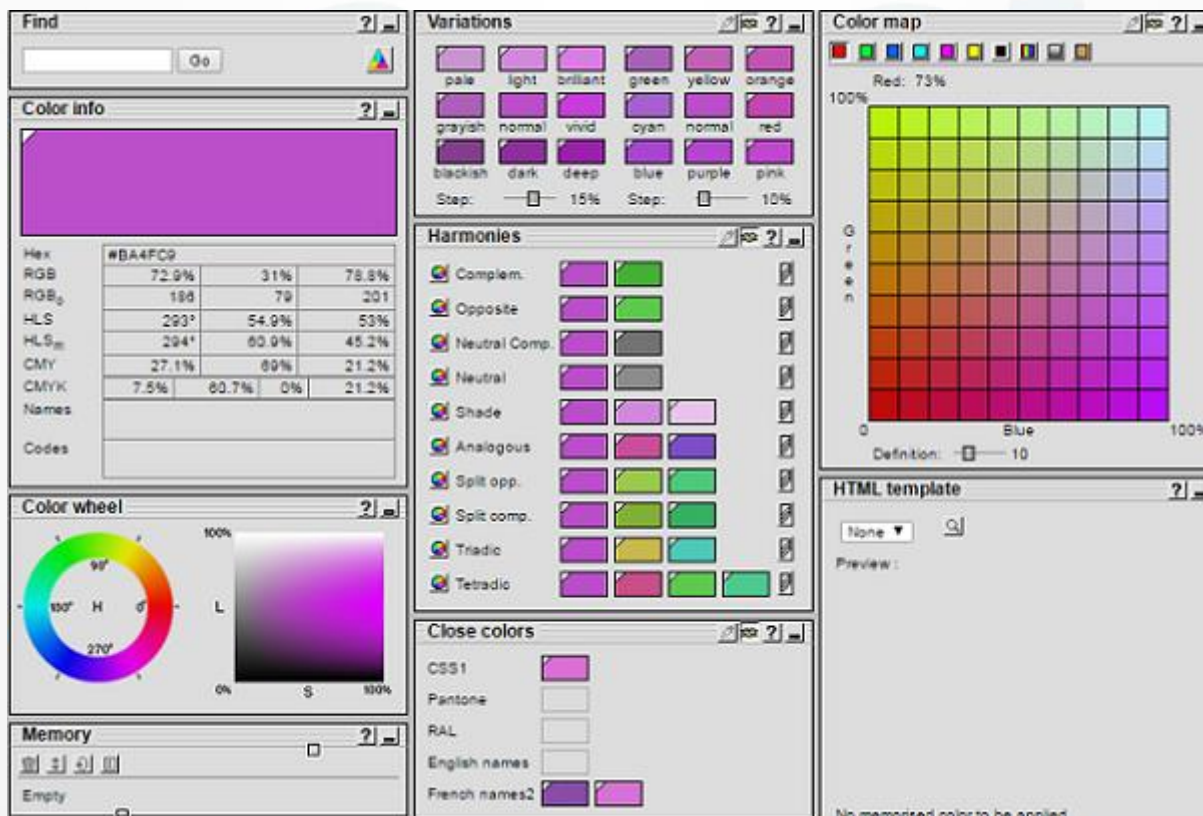 Find
Go
Color info
Hex #BA4FC9
RGB 72.9% 31% 78.8%
RGB₀ 186 79 201
HLS 293° 54.9% 53%
HLSm 294° 60.9% 45.2%
CMY 27.1% 69% 21.2%
CMYK 7.5% 60.7% 0% 21.2%
Names
Codes
Color wheel
100%
90°
180° H 0°
270°
L
0% S 100%
Memory
Empty
Variations
pale light brilliant green yellow orange
grayish normal vivid cyan normal red
blackish dark deep blue purple pink
Step: 15% Step: 10%
Harmonies
Complem.
Opposite
Neutral Comp.
Neutral
Shade
Analogous
Split opp.
Split comp.
Triadic
Tetradic
Close colors
CSS1
Pantone
RAL
English names
French names2
Color map
Red: 73%
100%
Green
0 Blue 100%
Definition: 10
HTML template
None ▼
Preview :
No memorised color to be applied